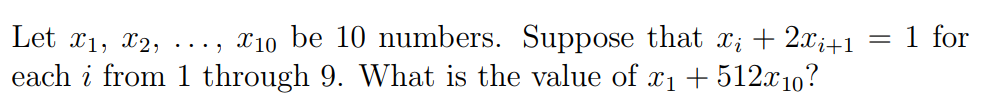 Let x₁, x₂, ..., x₁₀ be 10 numbers. Suppose that xᵢ + 2xᵢ₊₁ = 1 for
each i from 1 through 9. What is the value of x₁ + 512x₁₀?